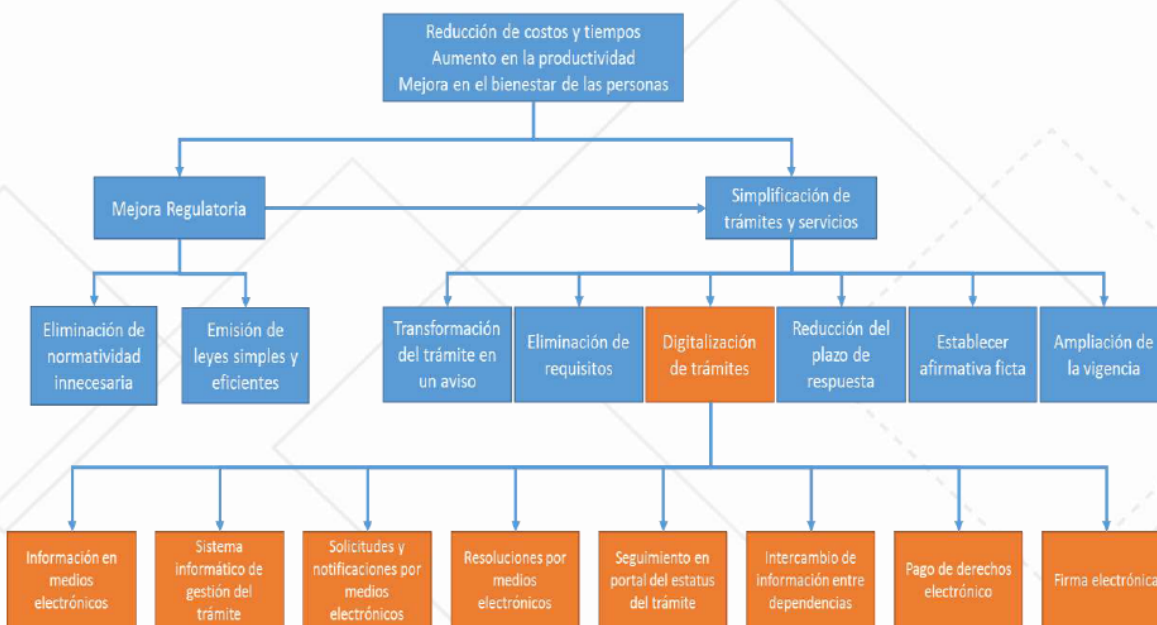 Reducción de costos y tiempos
Aumento en la productividad
Mejora en el bienestar de las personas
Mejora Regulatoria
Simplificación de
trámites y servicios
Eliminación de
normatividad
innecesaria
Emisión de
leyes simples y
eficientes
Transformación
del trámite en
un aviso
Eliminación de
requisitos
Digitalización
de trámites
Reducción del
plazo de
respuesta
Establecer
afirmativa ficta
Ampliación de
la vigencia
Información en
medios
electrónicos
Sistema
informático de
gestión del
trámite
Solicitudes y
notificaciones por
medios
electrónicos
Resoluciones por
medios
electrónicos
Seguimiento en
portal del estatus
del trámite
Intercambio de
información entre
dependencias
Pago de derechos
electrónico
Firma electrónica